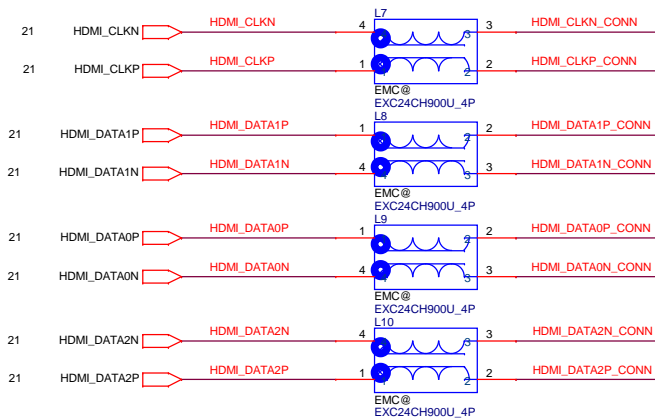 L7
21 HDMI_CLKN HDMI_CLKN 4 3 3 HDMI_CLKN_CONN
21 HDMI_CLKP HDMI_CLKP 1 2 2 HDMI_CLKP_CONN
EMC@
EXC24CH900U_4P
L8
21 HDMI_DATA1P HDMI_DATA1P 1 2 2 HDMI_DATA1P_CONN
21 HDMI_DATA1N HDMI_DATA1N 4 3 3 HDMI_DATA1N_CONN
EMC@
EXC24CH900U_4P
L9
21 HDMI_DATA0P HDMI_DATA0P 1 2 2 HDMI_DATA0P_CONN
21 HDMI_DATA0N HDMI_DATA0N 4 3 3 HDMI_DATA0N_CONN
EMC@
EXC24CH900U_4P
L10
21 HDMI_DATA2N HDMI_DATA2N 4 3 3 HDMI_DATA2N_CONN
21 HDMI_DATA2P HDMI_DATA2P 1 2 2 HDMI_DATA2P_CONN
EMC@
EXC24CH900U_4P